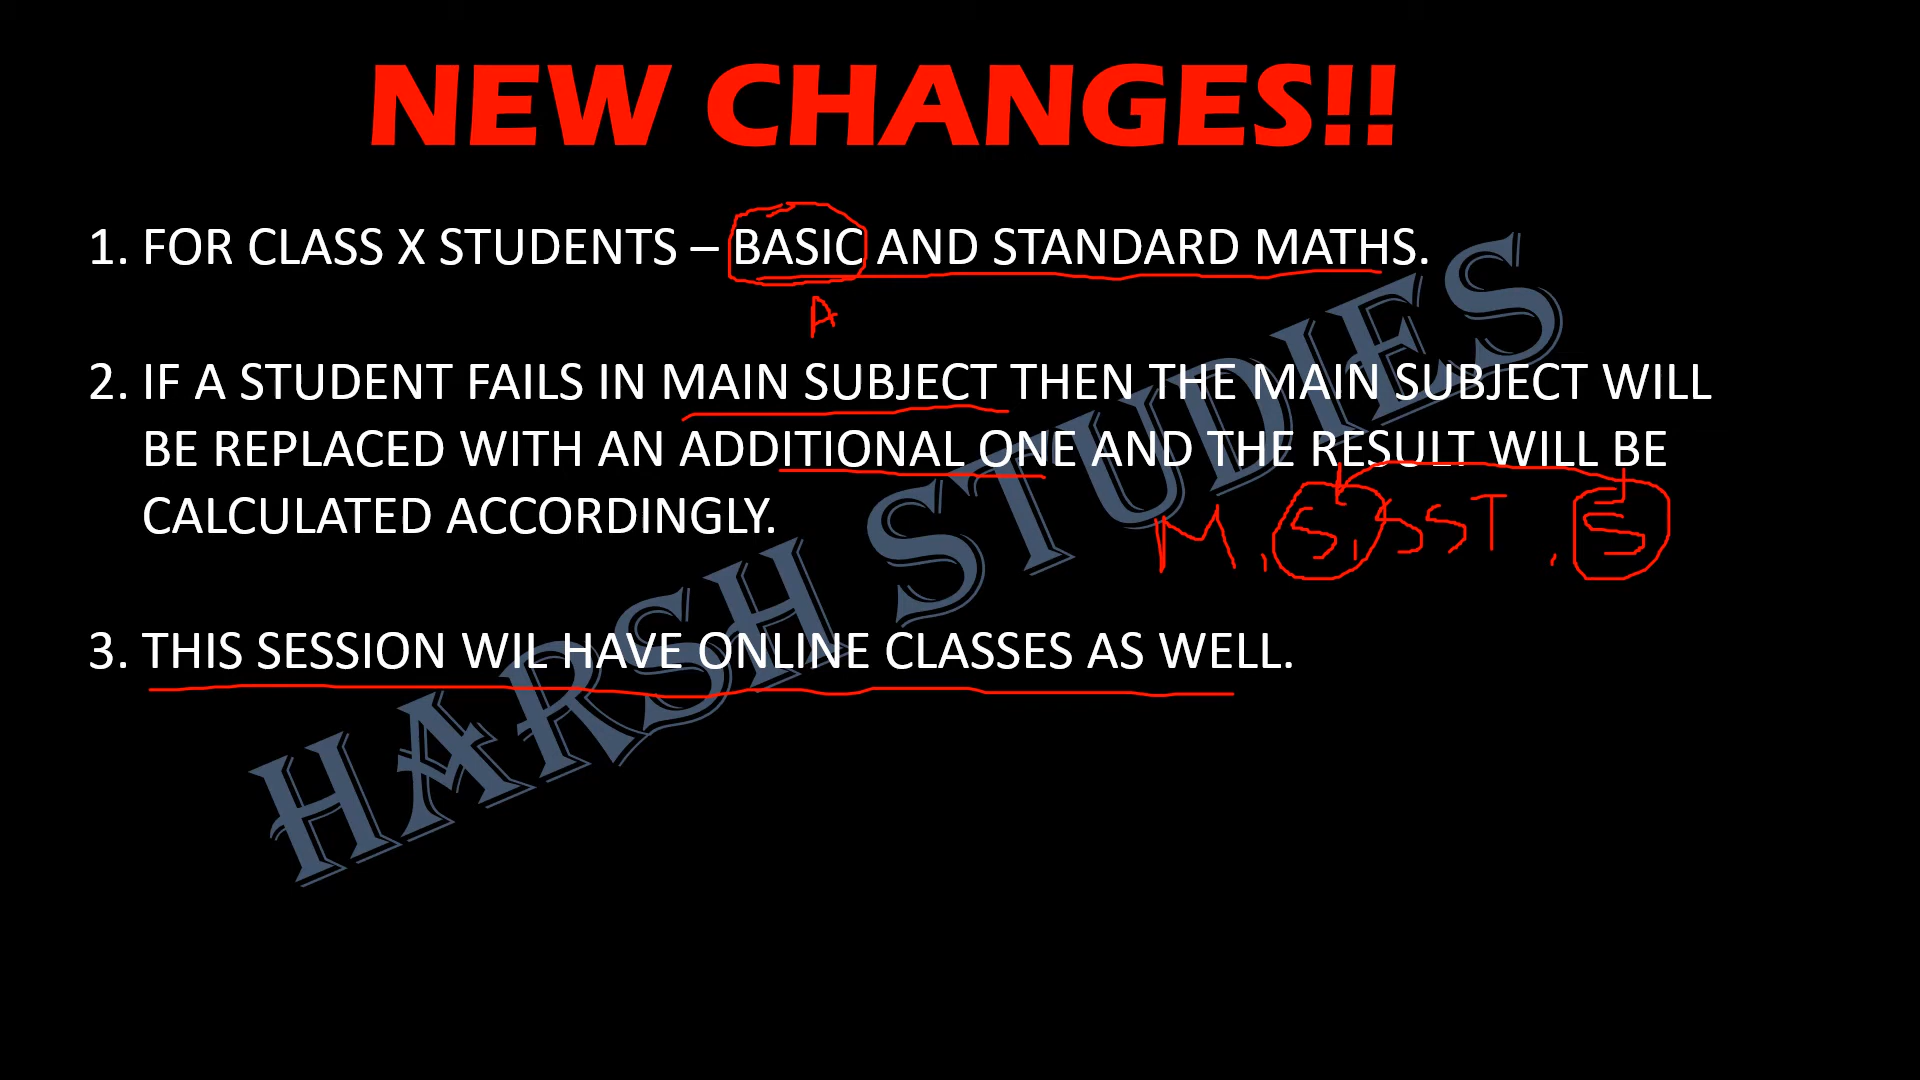 NEW CHANGES!!
1. FOR CLASS X STUDENTS – BASIC AND STANDARD MATHS.
A
2. IF A STUDENT FAILS IN MAIN SUBJECT THEN THE MAIN SUBJECT WILL
BE REPLACED WITH AN ADDITIONAL ONE AND THE RESULT WILL BE
CALCULATED ACCORDINGLY.
M, S, SST, S
3. THIS SESSION WIL HAVE ONLINE CLASSES AS WELL.
HARSH STUDIES